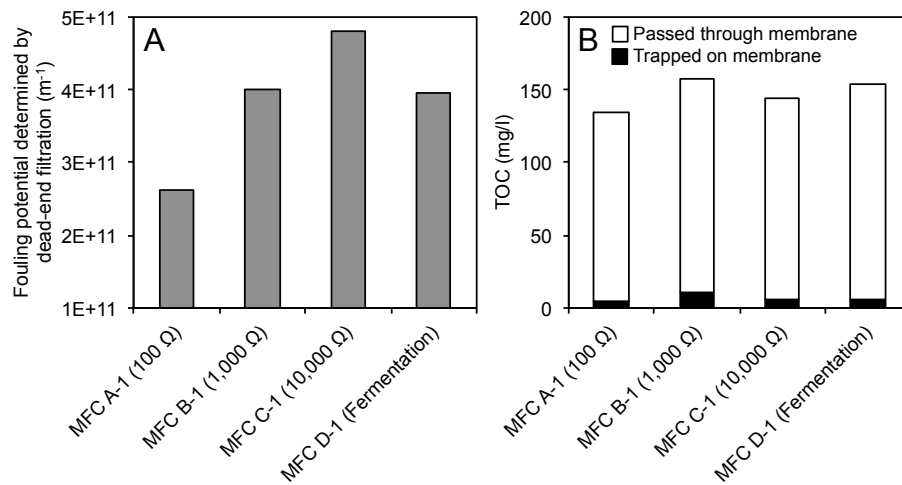 Fouling potential determined by
dead-end filtration (m⁻¹)
5E+11
4E+11
3E+11
2E+11
1E+11
A
MFC A-1 (100 Ω)
MFC B-1 (1,000 Ω)
MFC C-1 (10,000 Ω)
MFC D-1 (Fermentation)
TOC (mg/l)
200
150
100
50
0
B
Passed through membrane
Trapped on membrane
MFC A-1 (100 Ω)
MFC B-1 (1,000 Ω)
MFC C-1 (10,000 Ω)
MFC D-1 (Fermentation)